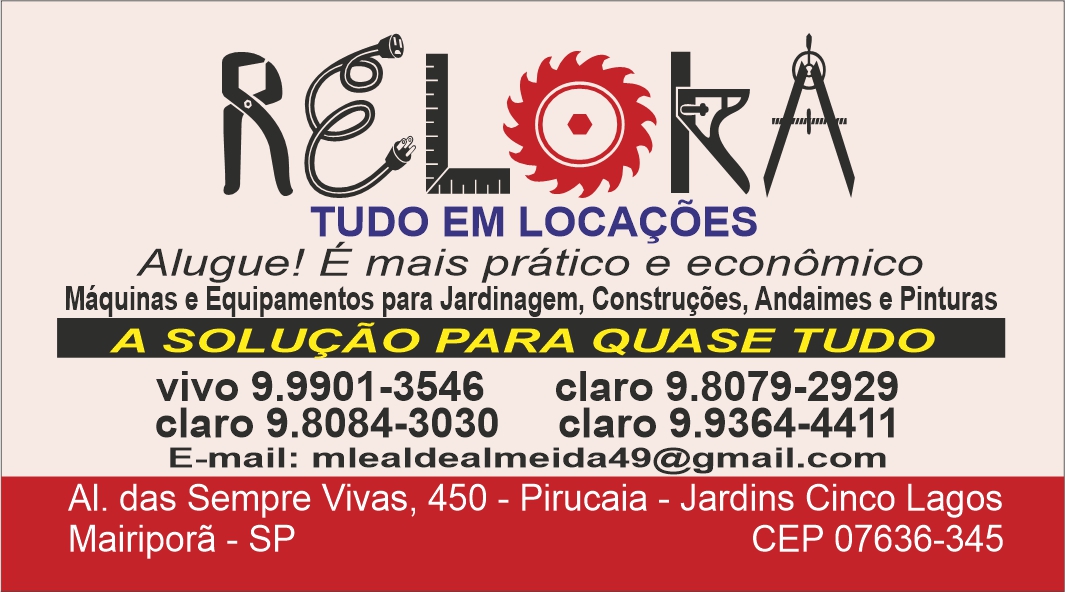 RELOKA
TUDO EM LOCAÇÕES
Alugue! É mais prático e econômico
Máquinas e Equipamentos para Jardinagem, Construções, Andaimes e Pinturas
A SOLUÇÃO PARA QUASE TUDO
vivo 9.9901-3546 claro 9.8079-2929
claro 9.8084-3030 claro 9.9364-4411
E-mail: mlealdealmeida49@gmail.com
Al. das Sempre Vivas, 450 - Pirucaia - Jardins Cinco Lagos
Mairiporã - SP CEP 07636-345